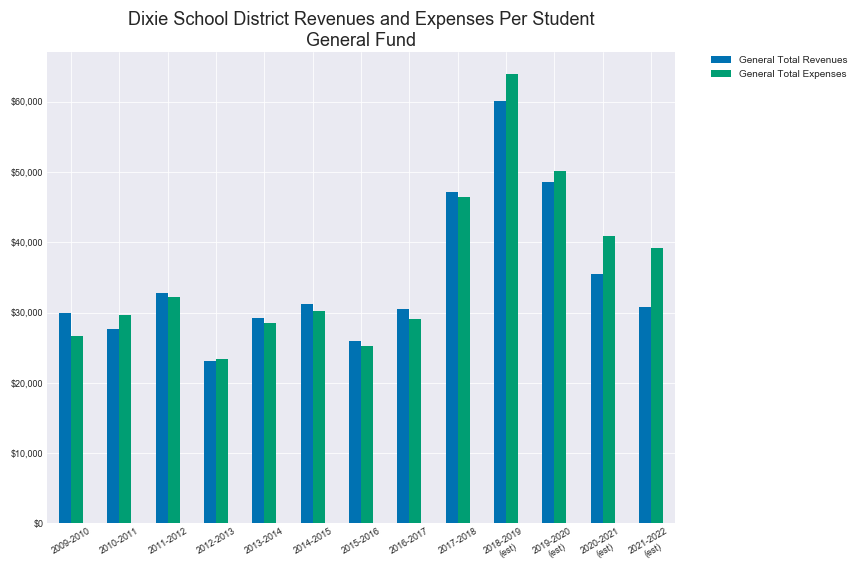 Dixie School District Revenues and Expenses Per Student
General Fund
General Total Revenues
General Total Expenses
$60,000
$50,000
$40,000
$30,000
$20,000
$10,000
$0
2009-2010
2010-2011
2011-2012
2012-2013
2013-2014
2014-2015
2015-2016
2016-2017
2017-2018
2018-2019
(est)
2019-2020
(est)
2020-2021
(est)
2021-2022
(est)